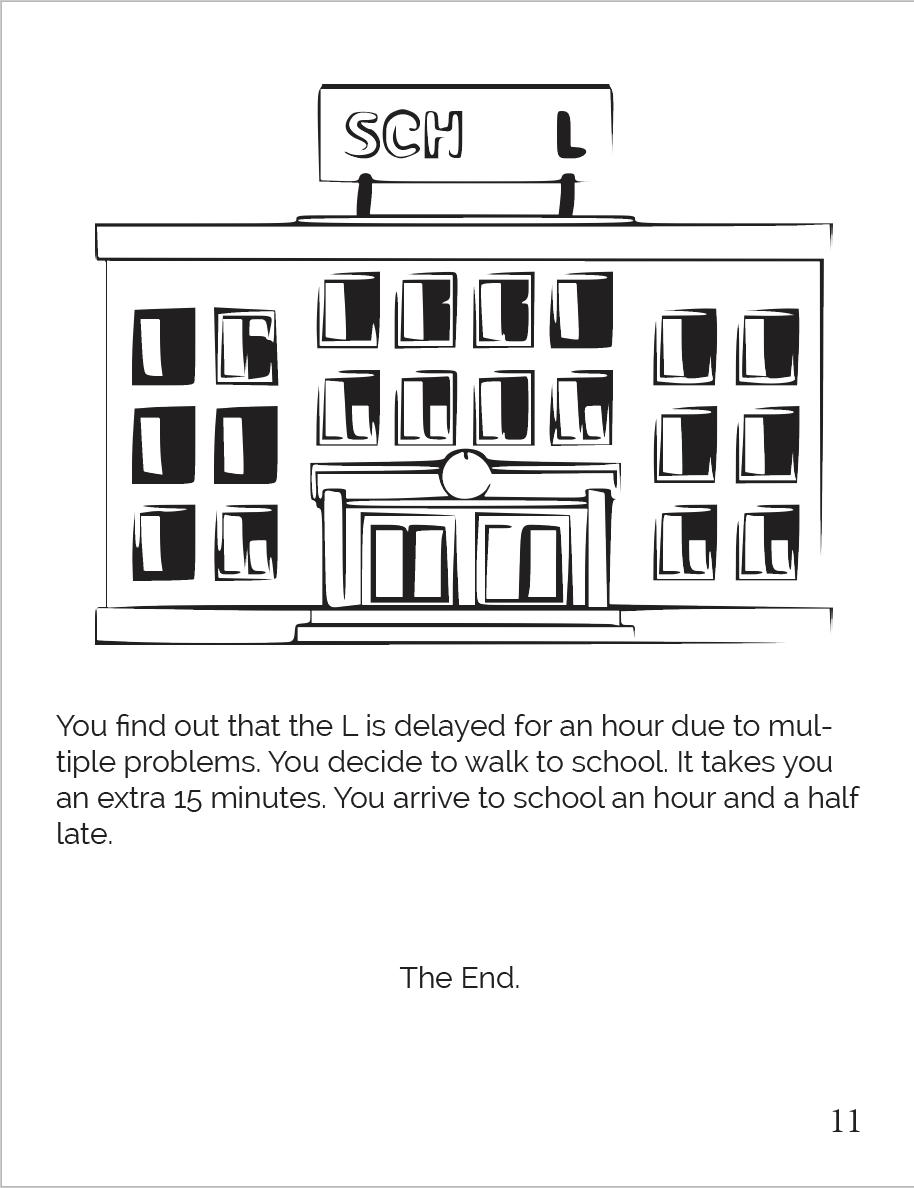 SCH L
You find out that the L is delayed for an hour due to mul-
tiple problems. You decide to walk to school. It takes you
an extra 15 minutes. You arrive to school an hour and a half
late.
The End.
11